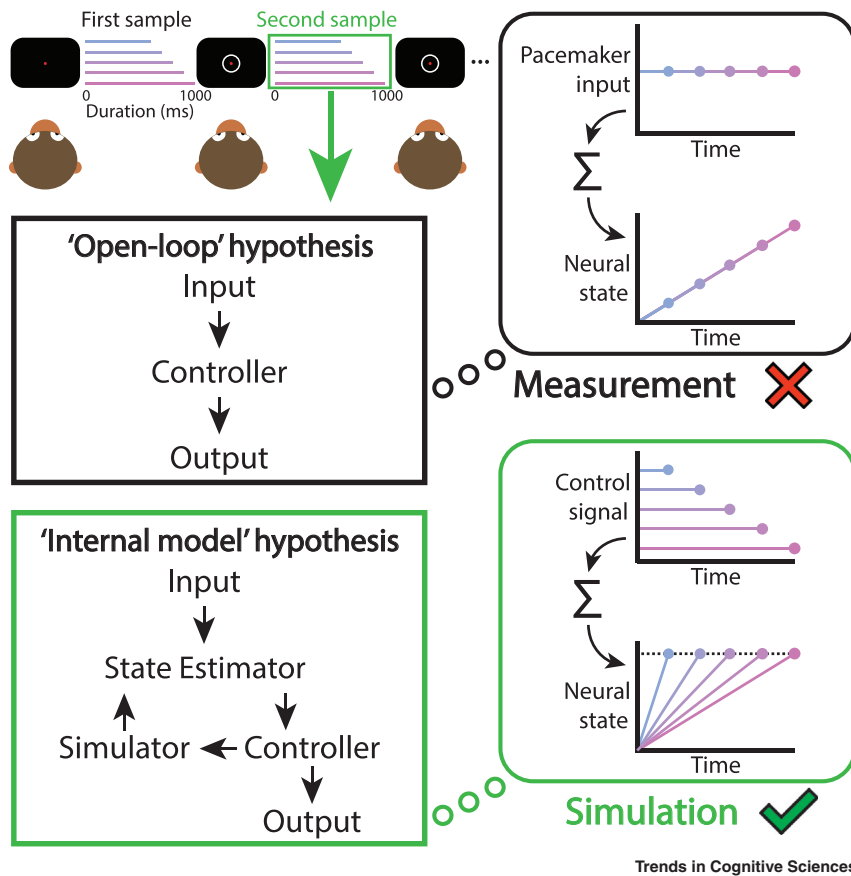 First sample
Second sample
...
0
1000
Duration (ms)
0
1000
'Open-loop' hypothesis
Input
Controller
Output
Pacemaker
input
Time
Σ
Neural
state
Time
Measurement
'Internal model' hypothesis
Input
State Estimator
Simulator
Controller
Output
Control
signal
Time
Σ
Neural
state
Time
Simulation
Trends in Cognitive Sciences